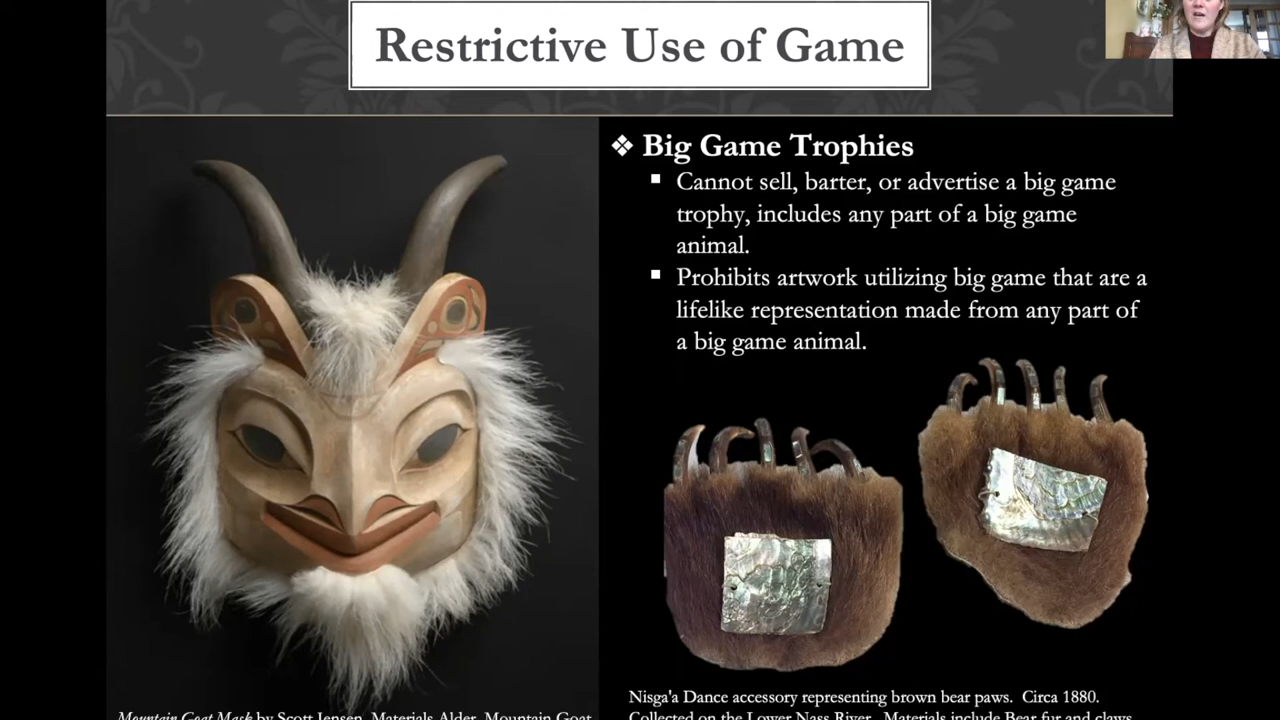 Restrictive Use of Game
❖ Big Game Trophies
▪ Cannot sell, barter, or advertise a big game
trophy, includes any part of a big game
animal.
▪ Prohibits artwork utilizing big game that are a
lifelike representation made from any part of
a big game animal.
Nisga'a Dance accessory representing brown bear paws. Circa 1880.
Collected on the Lower Nass River. Materials include Bear fur and claws
Mountain Goat Mask by Scott Jensen. Materials Alder, Mountain Goat